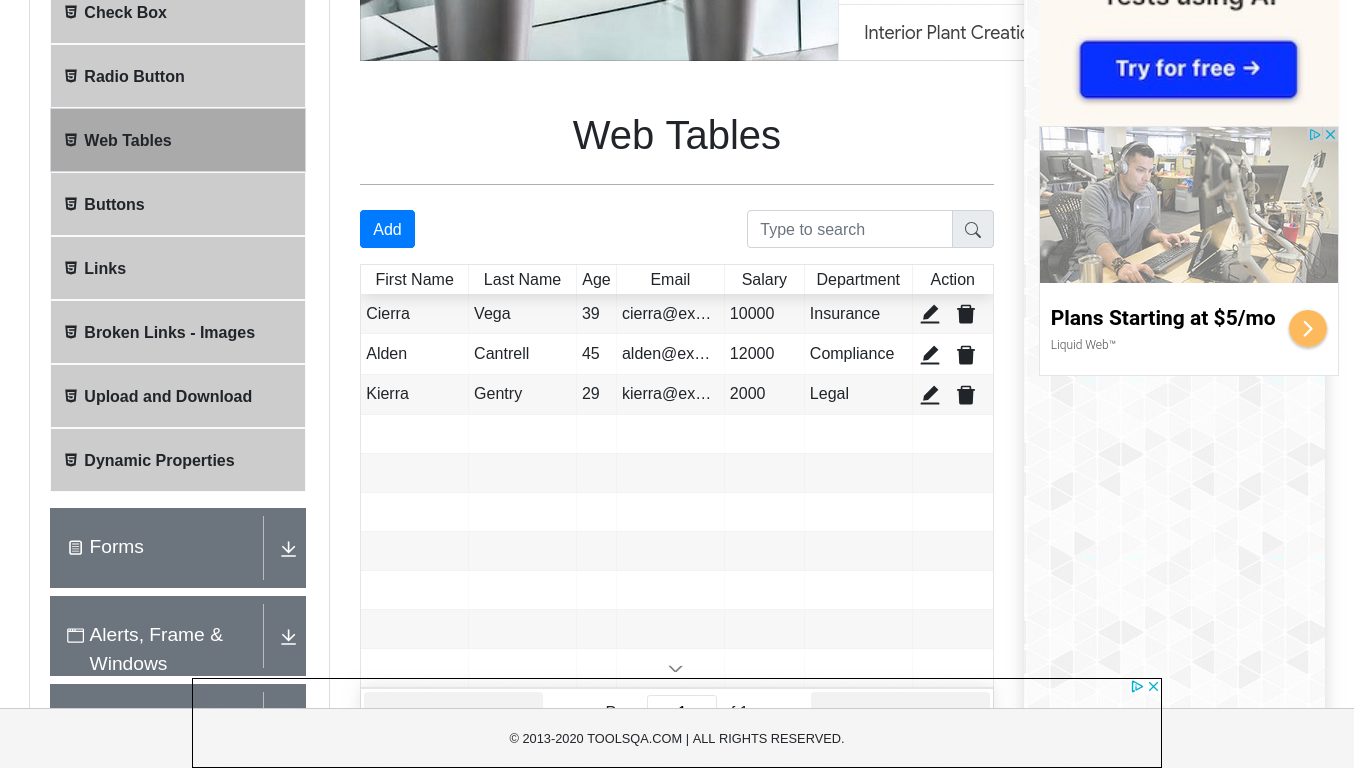 Check Box
Radio Button
Web Tables
Buttons
Links
Broken Links - Images
Upload and Download
Dynamic Properties
Forms
Alerts, Frame &
Windows
Interior Plant Creatio
Web Tables
Add
Type to search
First Name Last Name Age Email Salary Department Action
Cierra Vega 39 cierra@ex… 10000 Insurance
Alden Cantrell 45 alden@ex… 12000 Compliance
Kierra Gentry 29 kierra@ex… 2000 Legal
Tests using AI
Try for free →
Plans Starting at $5/mo
Liquid Web™
© 2013-2020 TOOLSQA.COM | ALL RIGHTS RESERVED.